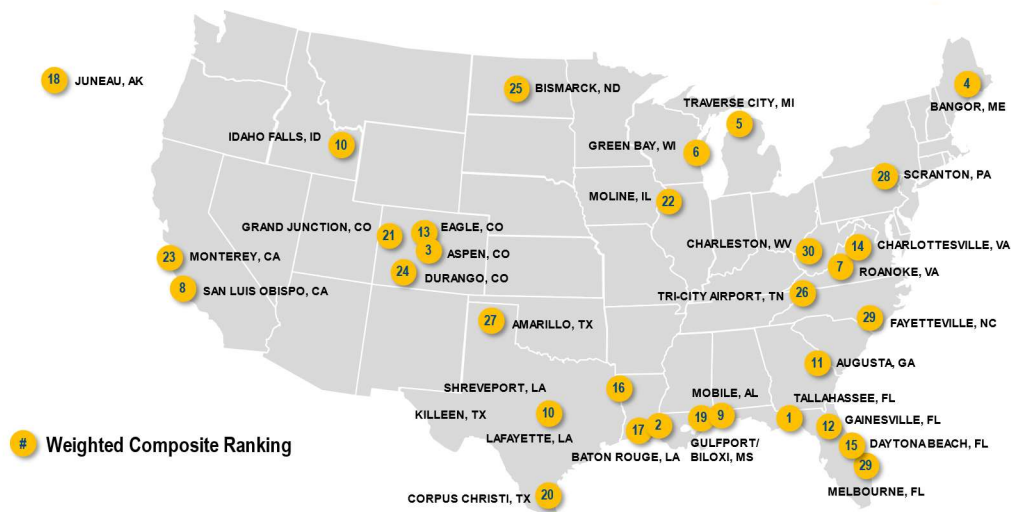 18 JUNEAU, AK
25 BISMARCK, ND
4
BANGOR, ME
TRAVERSE CITY, MI
5
IDAHO FALLS, ID 10
GREEN BAY, WI 6
28 SCRANTON, PA
MOLINE, IL 22
GRAND JUNCTION, CO 21
13 EAGLE, CO
3 ASPEN, CO
24 DURANGO, CO
CHARLESTON, WV 30
14 CHARLOTTESVILLE, VA
7 ROANOKE, VA
23 MONTEREY, CA
8 SAN LUIS OBISPO, CA
TRI-CITY AIRPORT, TN 26
27 AMARILLO, TX
29 FAYETTEVILLE, NC
11 AUGUSTA, GA
SHREVEPORT, LA 16
MOBILE, AL
TALLAHASSEE, FL
KILLEEN, TX 10
19 9
1
12 GAINESVILLE, FL
LAFAYETTE, LA 17 2
BATON ROUGE, LA
GULFPORT/
BILOXI, MS
15 DAYTONA BEACH, FL
29
MELBOURNE, FL
# Weighted Composite Ranking
CORPUS CHRISTI, TX 20